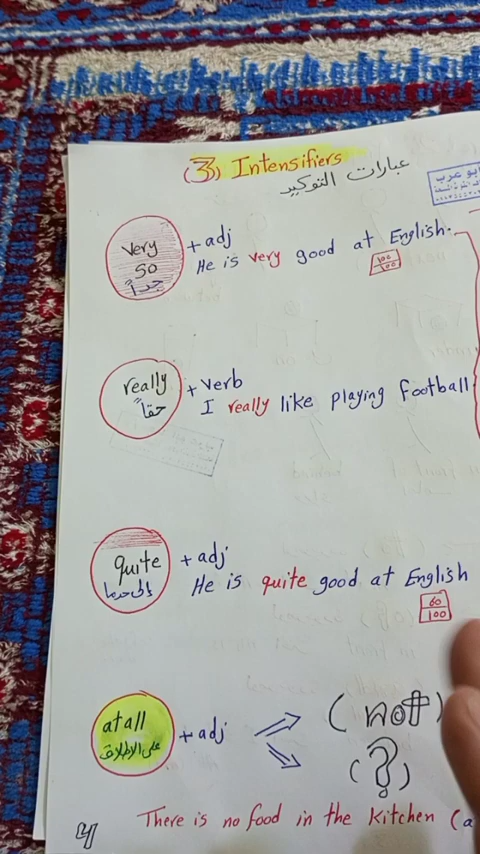 (3) Intensifiers
عبارات التوكيد
ابو عرب
Very
So
جداً
+ adj
He is very good at English.
100
100
really
حقاً
+ Verb
I really like playing football
quite
إلى حد ما
+ adj
He is quite good at English
60
100
at all
على الإطلاق
+ adj
(not)
(?)
There is no food in the kitchen (a